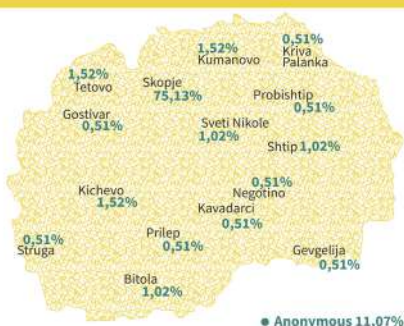 0,51%
Kriva
Palanka
1,52%
Kumanovo
1,52%
Tetovo
Skopje
75,13%
Probishtip
0,51%
Gostivar
0,51%
Sveti Nikole
1,02%
Shtip 1,02%
Kichevo
1,52%
0,51%
Negotino
Kavadarci
0,51%
0,51%
Struga
Prilep
0,51%
Gevgelija
0,51%
Bitola
1,02%
• Anonymous 11,07%